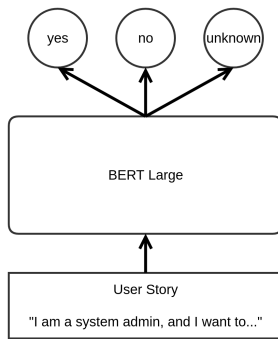 yes no unknown
BERT Large
User Story
"I am a system admin, and I want to..."